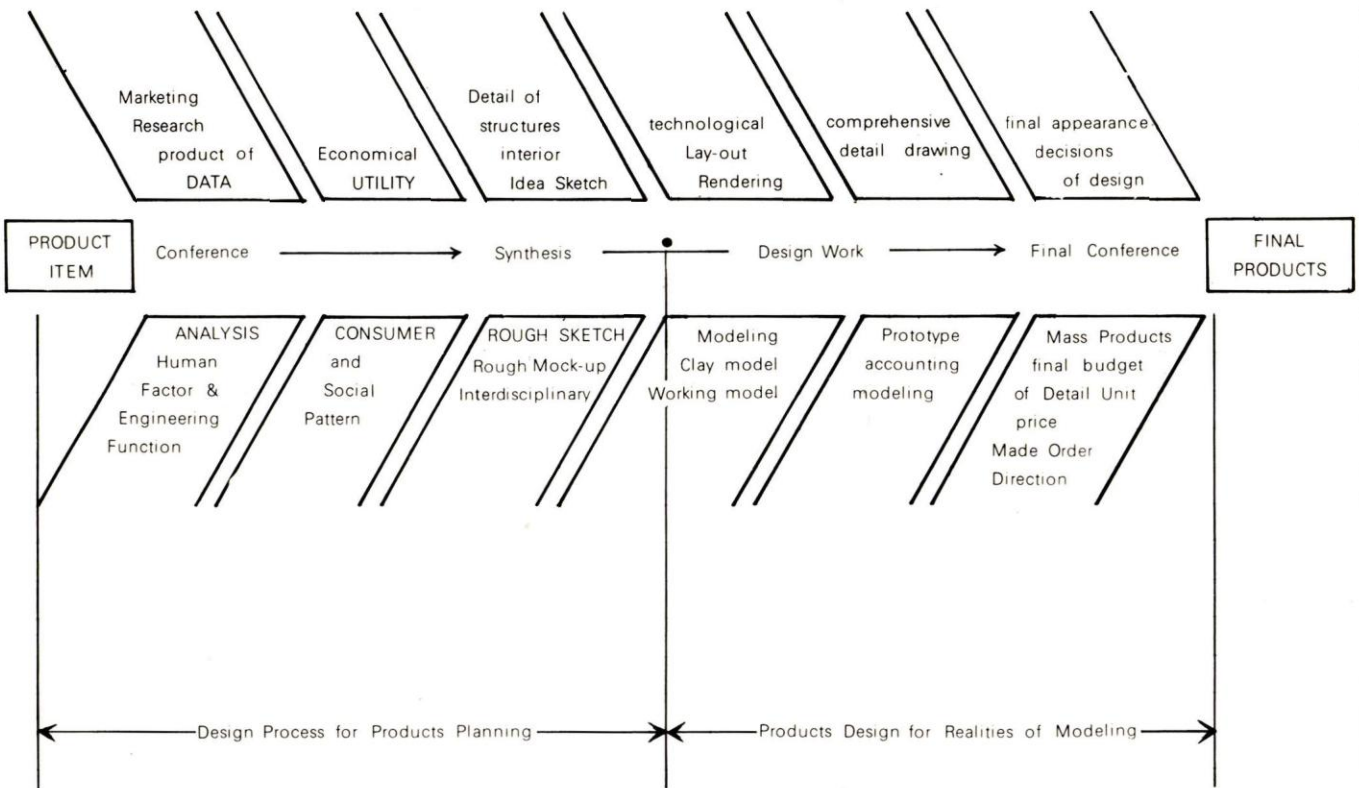 Marketing
Research
product of
DATA
Economical
UTILITY
Detail of
structures
interior
Idea Sketch
technological
Lay-out
Rendering
comprehensive
detail drawing
final appearance
decisions
of design
PRODUCT
ITEM
Conference
Synthesis
Design Work
Final Conference
FINAL
PRODUCTS
ANALYSIS
Human
Factor &
Engineering
Function
CONSUMER
and
Social
Pattern
ROUGH SKETCH
Rough Mock-up
Interdisciplinary
Modeling
Clay model
Working model
Prototype
accounting
modeling
Mass Products
final budget
of Detail Unit
price
Made Order
Direction
Design Process for Products Planning
Products Design for Realities of Modeling